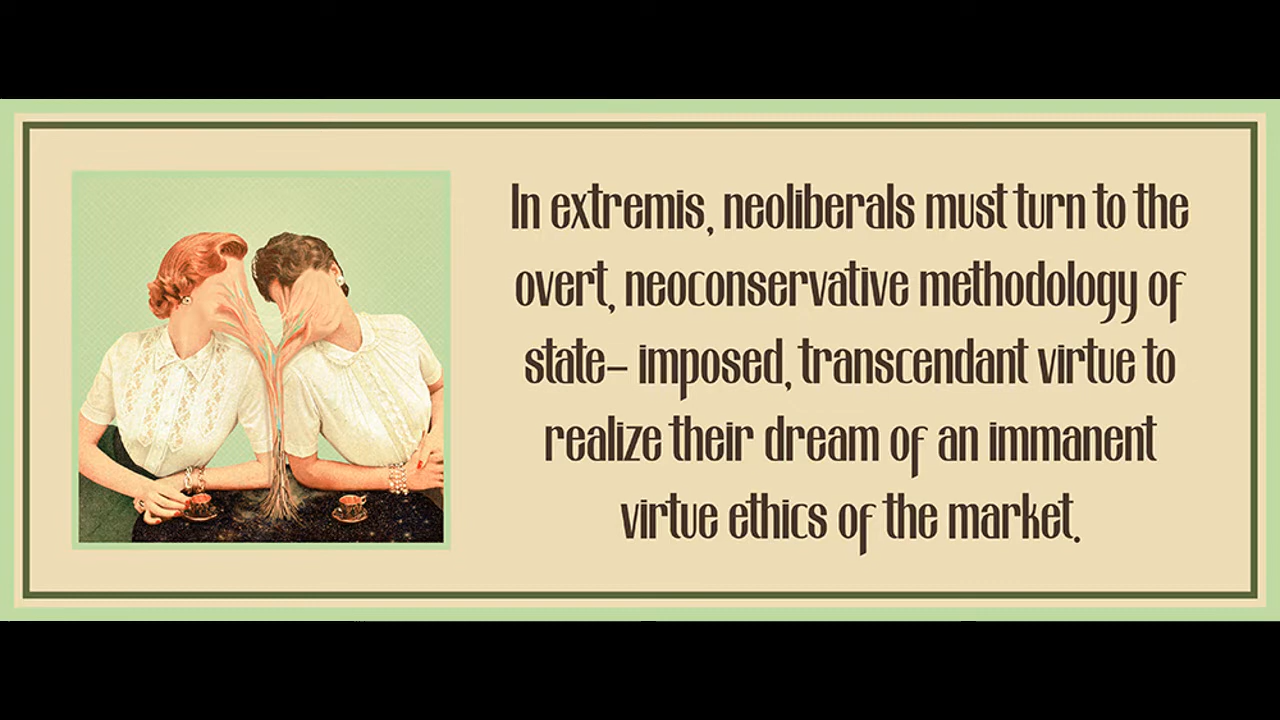 In extremis, neoliberals must turn to the
overt, neoconservative methodology of
state- imposed, transcendant virtue to
realize their dream of an immanent
virtue ethics of the market.